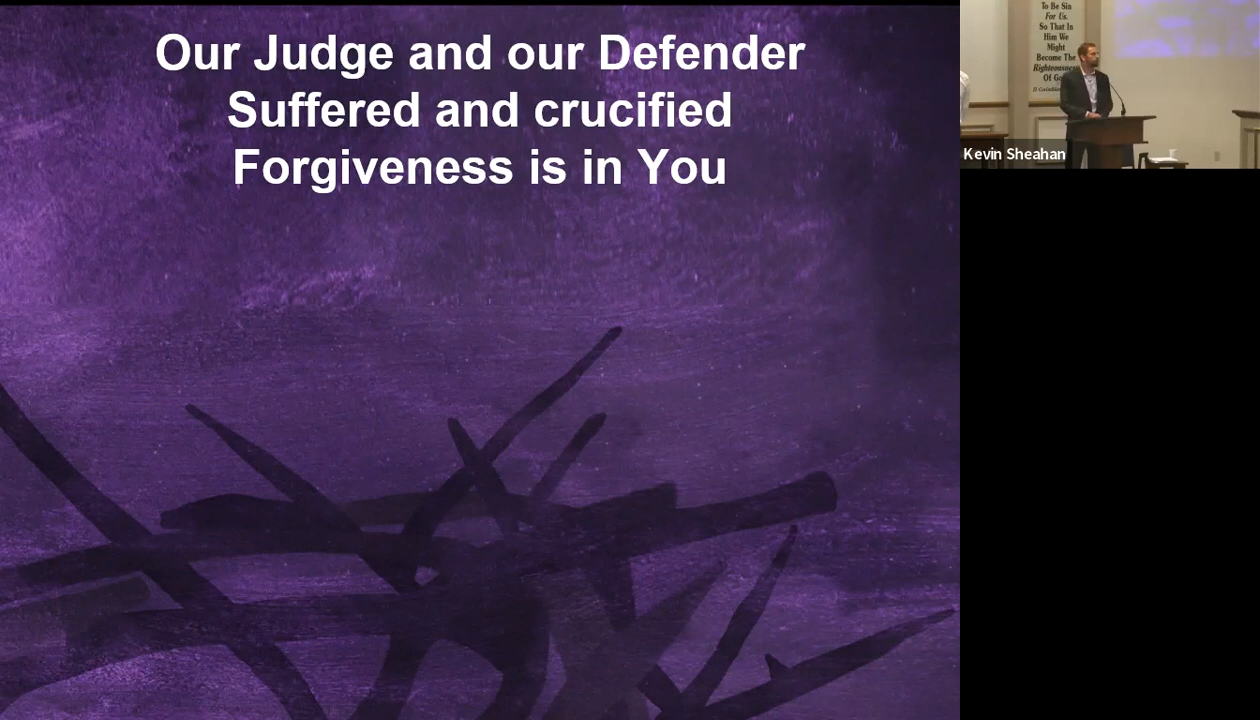 Our Judge and our Defender
Suffered and crucified
Forgiveness is in You
To Be Sin
For Us,
So That In
Him We
Might
Become The
Righteousness
Of
Kevin Sheahan